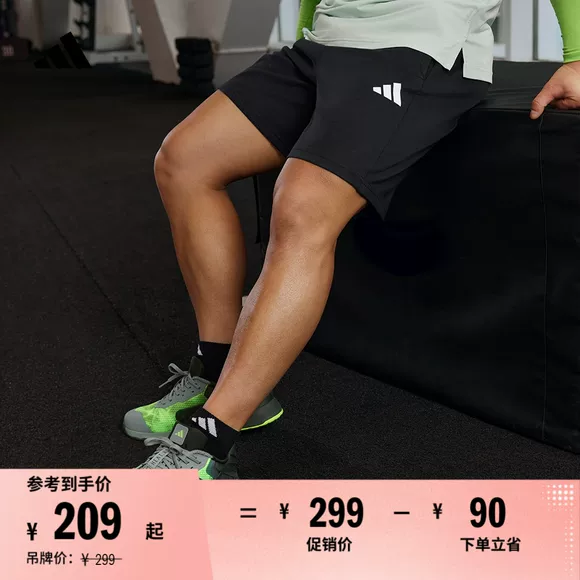 参考到手价
¥ 209 起
吊牌价: ¥ 299
= ¥ 299 − ¥ 90
促销价 下单立省